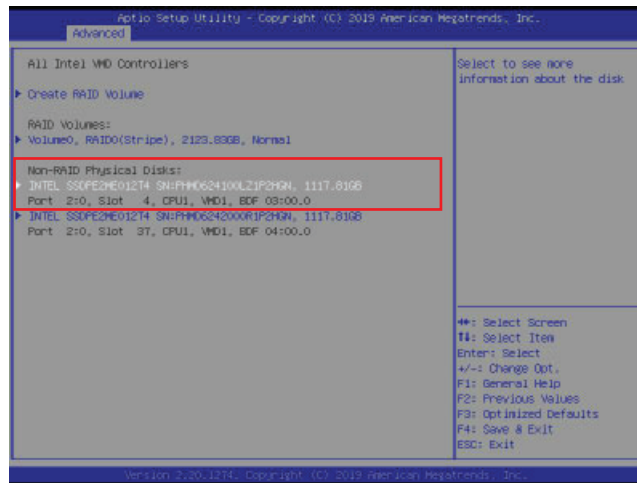 Aptio Setup Utility - Copyright (C) 2019 American Megatrends, Inc.
Advanced
All Intel VMD Controllers
Create RAID Volume
RAID Volumes:
Volume0, RAID0(Stripe), 2123.83GB, Normal
Non-RAID Physical Disks:
INTEL SSDPE2ME012T4 SN:PHMD624100LZ1P2HGN, 1117.81GB
Port 2:0, Slot 4, CPU1, VMD1, BDF 03:00.0
INTEL SSDPE2ME012T4 SN:PHMD6242000R1P2HGN, 1117.81GB
Port 2:0, Slot 37, CPU1, VMD1, BDF 04:00.0
Select to see more
information about the disk
→←: Select Screen
↑↓: Select Item
Enter: Select
+/-: Change Opt.
F1: General Help
F2: Previous Values
F3: Optimized Defaults
F4: Save & Exit
ESC: Exit
Version 2.20.1274. Copyright (C) 2019 American Megatrends, Inc.